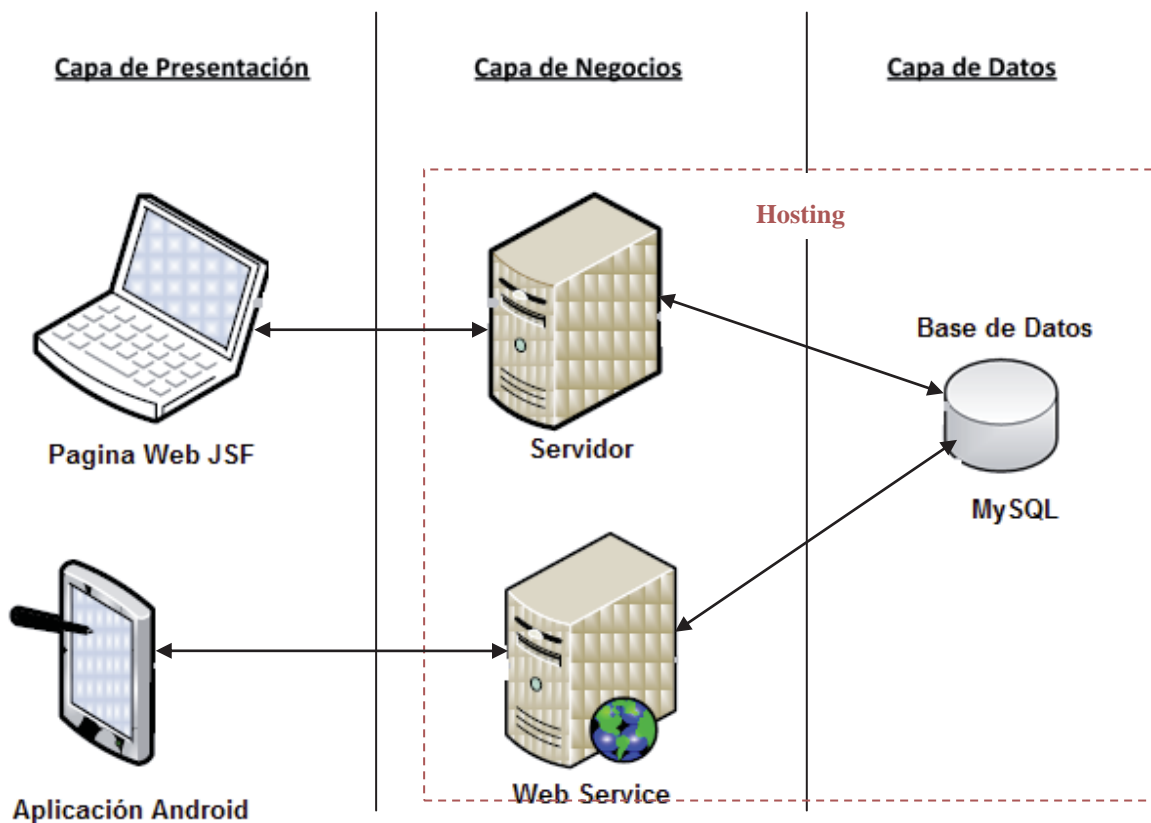 Capa de Presentación
Capa de Negocios
Capa de Datos
Hosting
Base de Datos
Pagina Web JSF
Servidor
MySQL
Web Service
Aplicación Android